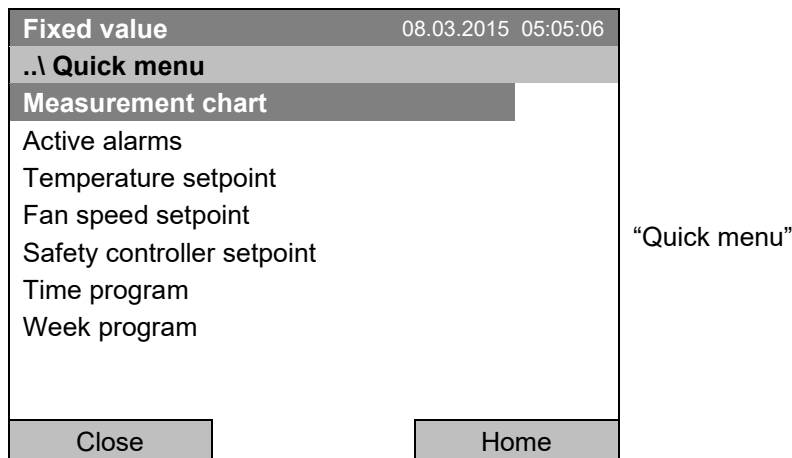 Fixed value 08.03.2015 05:05:06
..\ Quick menu
Measurement chart
Active alarms
Temperature setpoint
Fan speed setpoint
“Quick menu”
Safety controller setpoint
Time program
Week program
Close Home